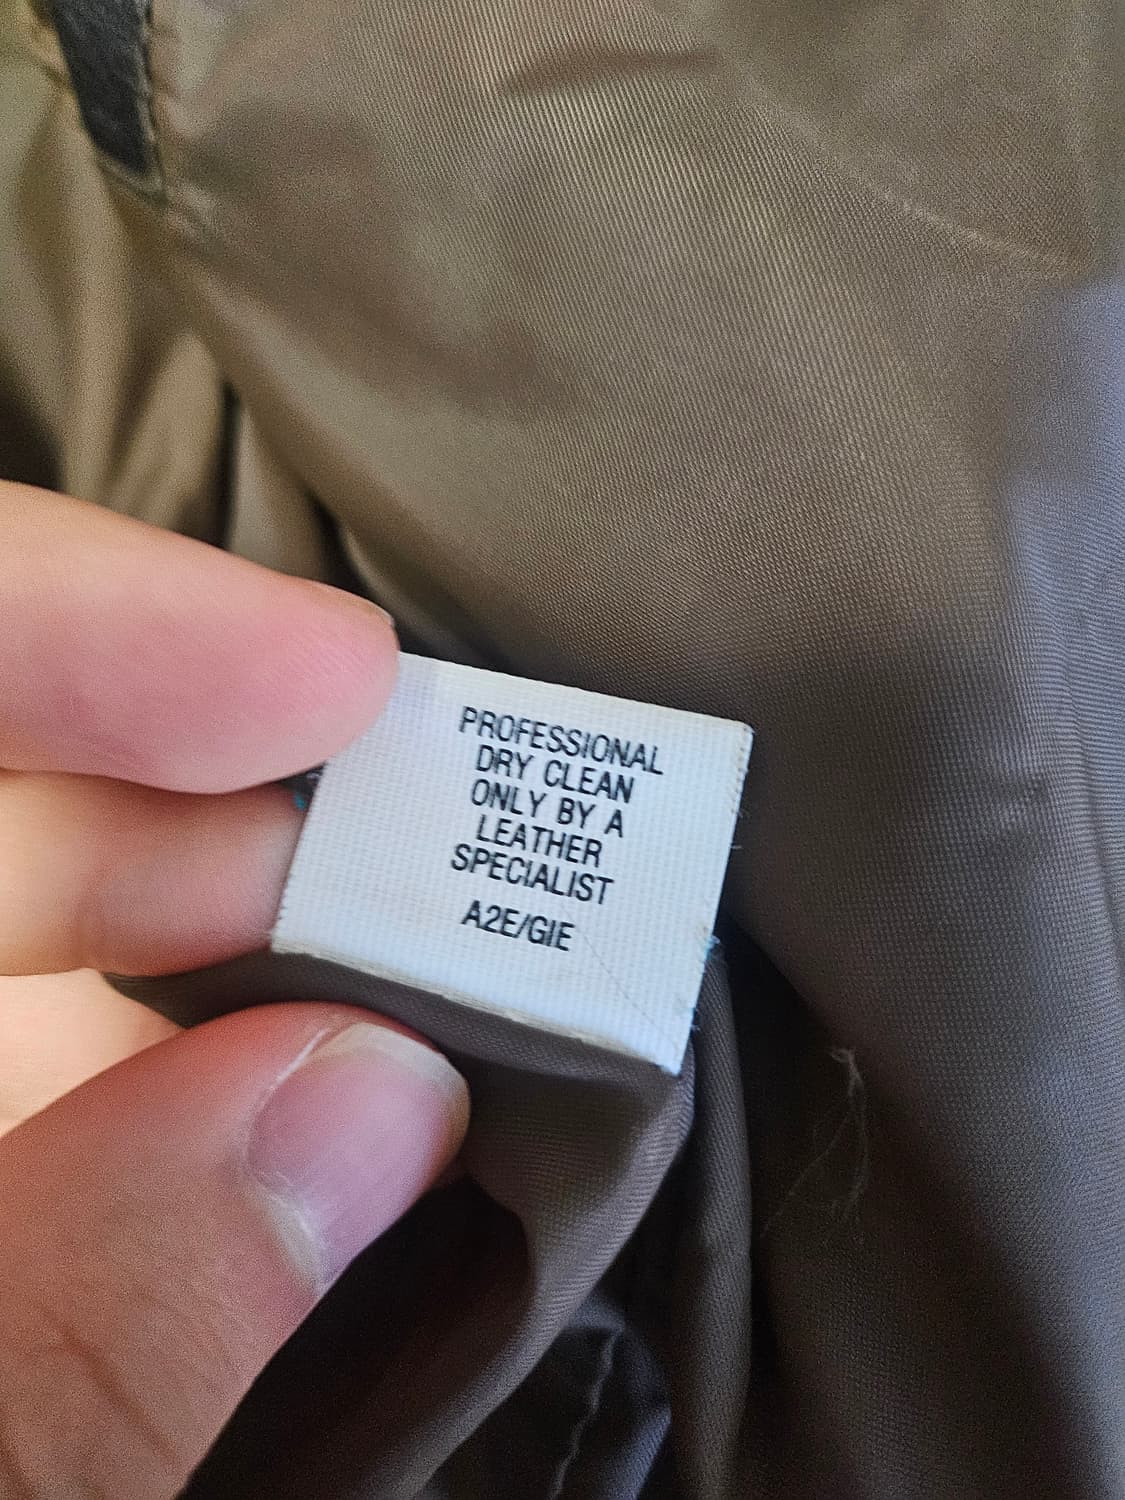 PROFESSIONAL
DRY CLEAN
ONLY BY A
LEATHER
SPECIALIST
A2E/GIE